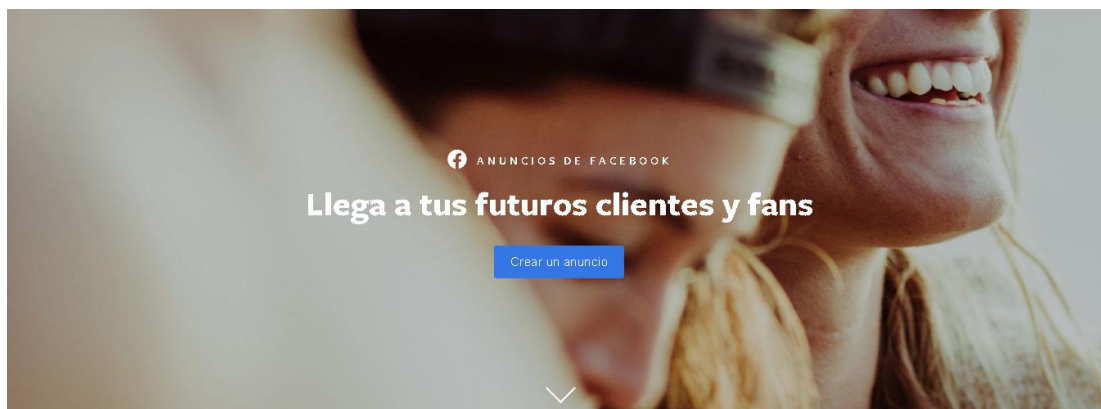 ANUNCIOS DE FACEBOOK
Llega a tus futuros clientes y fans
Crear un anuncio